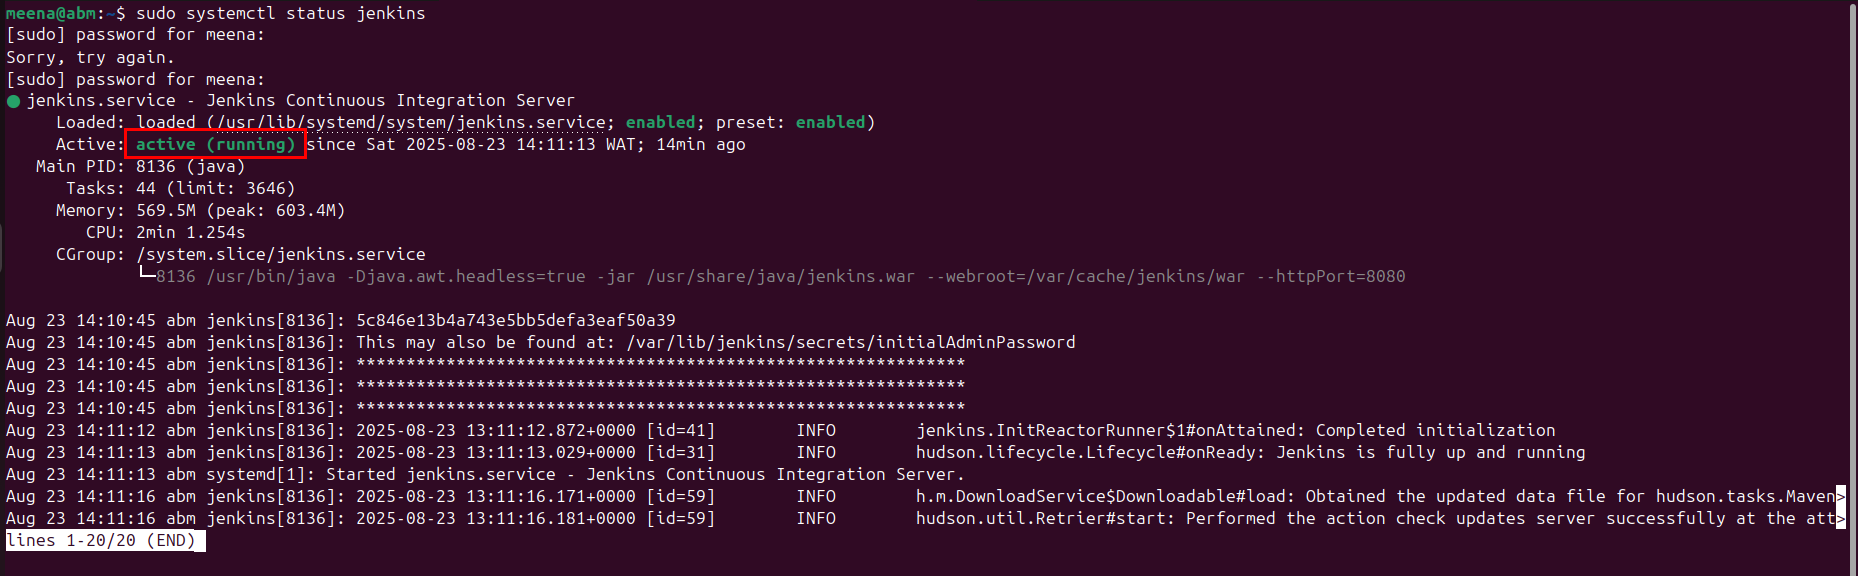 meena@abm:~$ sudo systemctl status jenkins
[sudo] password for meena:
Sorry, try again.
[sudo] password for meena:
● jenkins.service - Jenkins Continuous Integration Server
     Loaded: loaded (/usr/lib/systemd/system/jenkins.service; enabled; preset: enabled)
     Active: active (running) since Sat 2025-08-23 14:11:13 WAT; 14min ago
   Main PID: 8136 (java)
      Tasks: 44 (limit: 3646)
     Memory: 569.5M (peak: 603.4M)
        CPU: 2min 1.254s
     CGroup: /system.slice/jenkins.service
             └─8136 /usr/bin/java -Djava.awt.headless=true -jar /usr/share/java/jenkins.war --webroot=/var/cache/jenkins/war --httpPort=8080
Aug 23 14:10:45 abm jenkins[8136]: 5c846e13b4a743e5bb5defa3eaf50a39
Aug 23 14:10:45 abm jenkins[8136]: This may also be found at: /var/lib/jenkins/secrets/initialAdminPassword
Aug 23 14:10:45 abm jenkins[8136]: *************************************************************
Aug 23 14:10:45 abm jenkins[8136]: *************************************************************
Aug 23 14:10:45 abm jenkins[8136]: *************************************************************
Aug 23 14:11:12 abm jenkins[8136]: 2025-08-23 13:11:12.872+0000 [id=41]        INFO        jenkins.InitReactorRunner$1#onAttained: Completed initialization
Aug 23 14:11:13 abm jenkins[8136]: 2025-08-23 13:11:13.029+0000 [id=31]        INFO        hudson.lifecycle.Lifecycle#onReady: Jenkins is fully up and running
Aug 23 14:11:13 abm systemd[1]: Started jenkins.service - Jenkins Continuous Integration Server.
Aug 23 14:11:16 abm jenkins[8136]: 2025-08-23 13:11:16.171+0000 [id=59]        INFO        h.m.DownloadService$Downloadable#load: Obtained the updated data file for hudson.tasks.Maven>
Aug 23 14:11:16 abm jenkins[8136]: 2025-08-23 13:11:16.181+0000 [id=59]        INFO        hudson.util.Retrier#start: Performed the action check updates server successfully at the att>
lines 1-20/20 (END)